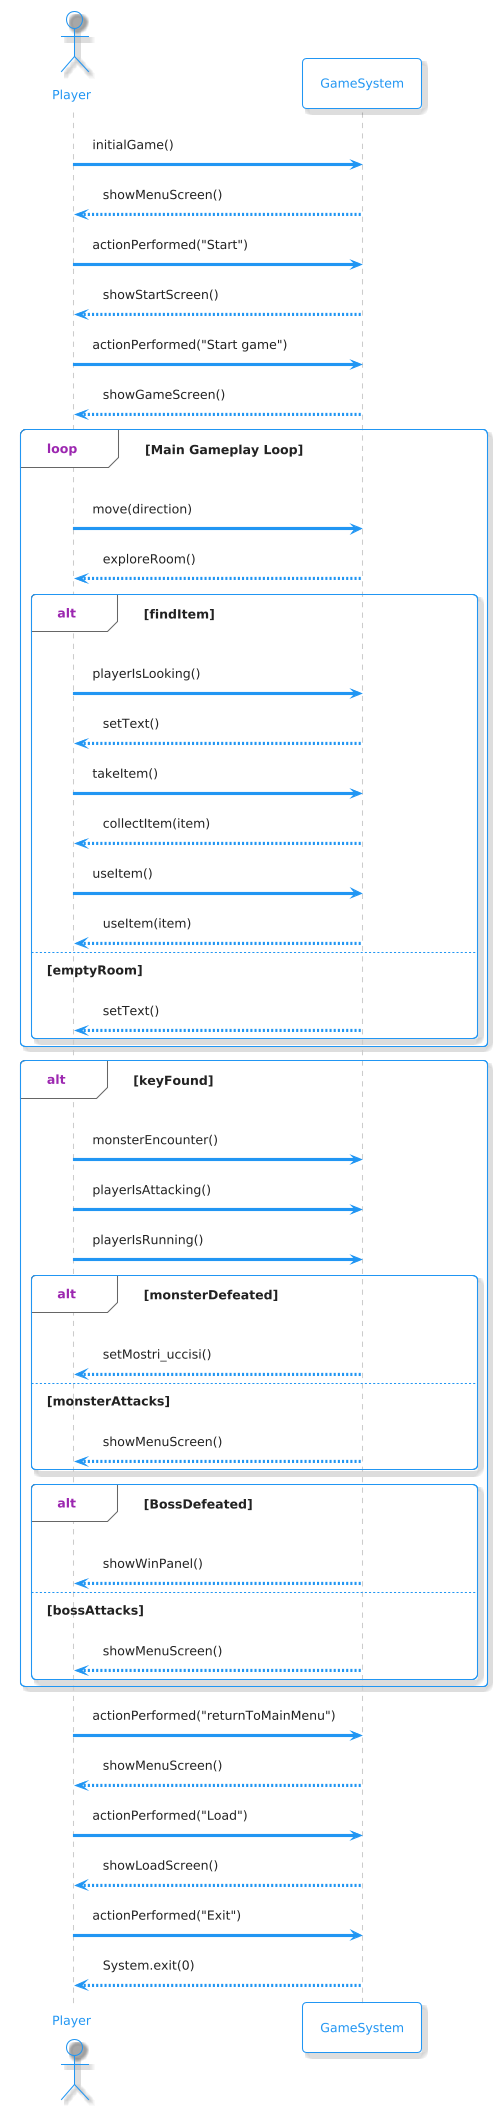 Player
GameSystem
initialGame()
showMenuScreen()
actionPerformed("Start")
showStartScreen()
actionPerformed("Start game")
showGameScreen()
loop [Main Gameplay Loop]
move(direction)
exploreRoom()
alt [findItem]
playerIsLooking()
setText()
takeItem()
collectItem(item)
useItem()
useItem(item)
[emptyRoom]
setText()
alt [keyFound]
monsterEncounter()
playerIsAttacking()
playerIsRunning()
alt [monsterDefeated]
setMostri_uccisi()
[monsterAttacks]
showMenuScreen()
alt [BossDefeated]
showWinPanel()
[bossAttacks]
showMenuScreen()
actionPerformed("returnToMainMenu")
showMenuScreen()
actionPerformed("Load")
showLoadScreen()
actionPerformed("Exit")
System.exit(0)
Player
GameSystem